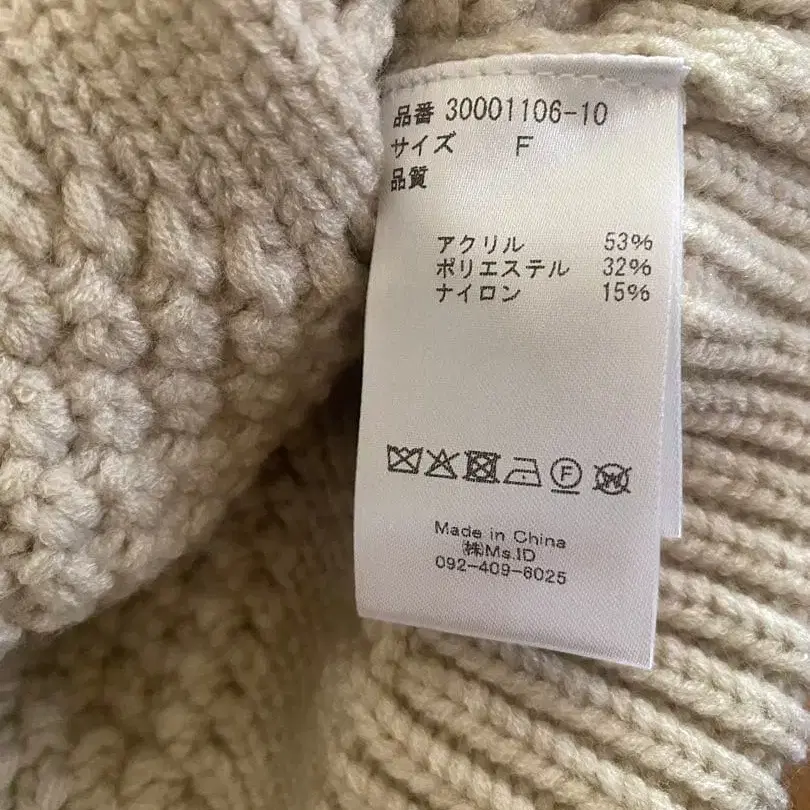 品番 30001106-10
サイズ F
品質
アクリル 53%
ポリエステル 32%
ナイロン 15%
F W
Made in China
㈱Ms.ID
092-409-6025